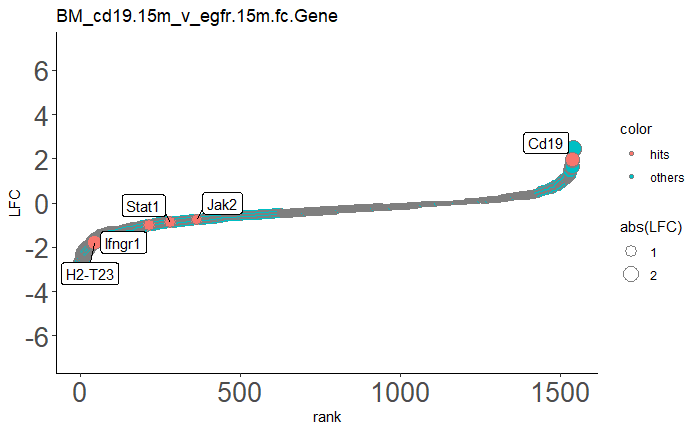 BM_cd19.15m_v_egfr.15m.fc.Gene
LFC
6
4
2
0
-2
-4
-6
Cd19
Stat1
Jak2
Ifngr1
H2-T23
0
500
1000
1500
rank
color
hits
others
abs(LFC)
1
2